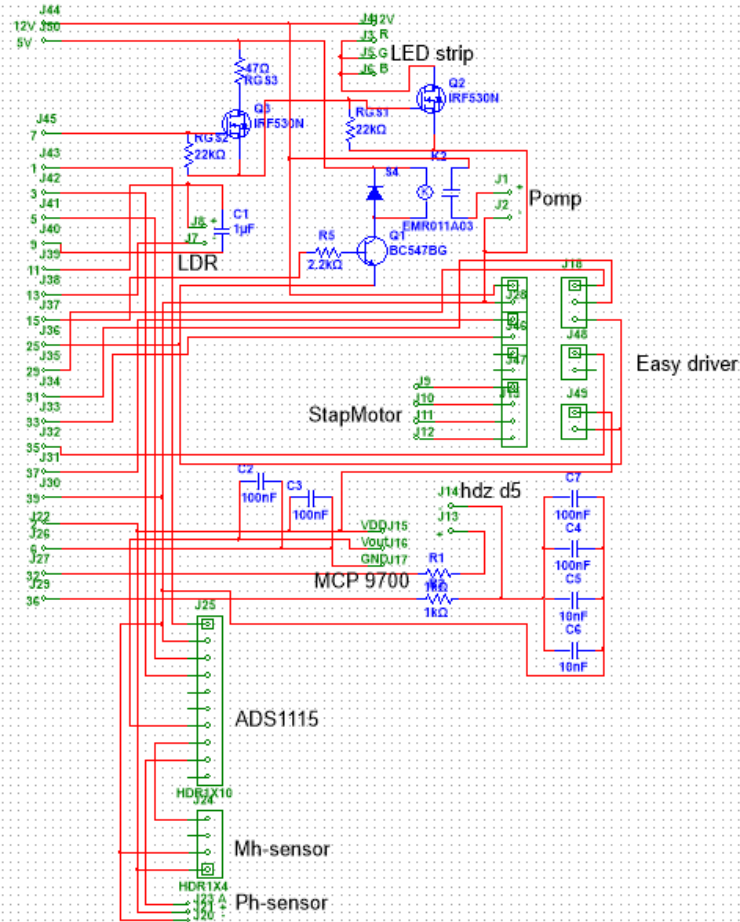 J44
12V J50
5V
J4 12V
J3 R
J5 G
J6 B
LED strip
47Ω
RGS3
Q3
IRF530N
Q2
IRF530N
RGS1
22kΩ
J45
7
RGS2
22kΩ
J43
1
J42
3
J41
5
J40
9
J39
11
J38
13
J37
15
J36
25
J35
29
J34
31
J33
33
J32
35
J31
37
J30
39
J22
J26
6
J27
32
J29
36
J8 +
J7 -
C1
1µF
LDR
S4
K2
EMR011A03
J1 +
J2 -
Pomp
R5
2.2kΩ
Q1
BC547BG
J28
J46
J47
J18
J48
J49
Easy driver
J9
J10
J11
J12
StapMotor
C2
100nF
C3
100nF
J14
-
J13
+
hdz d5
VDD J15
Vout J16
GND J17
MCP 9700
R1
1kΩ
1kΩ
C7
100nF
C4
100nF
C5
10nF
C6
10nF
J25
ADS1115
HDR1X10
J24
Mh-sensor
HDR1X4
J23 A
J21 +
J20 -
Ph-sensor